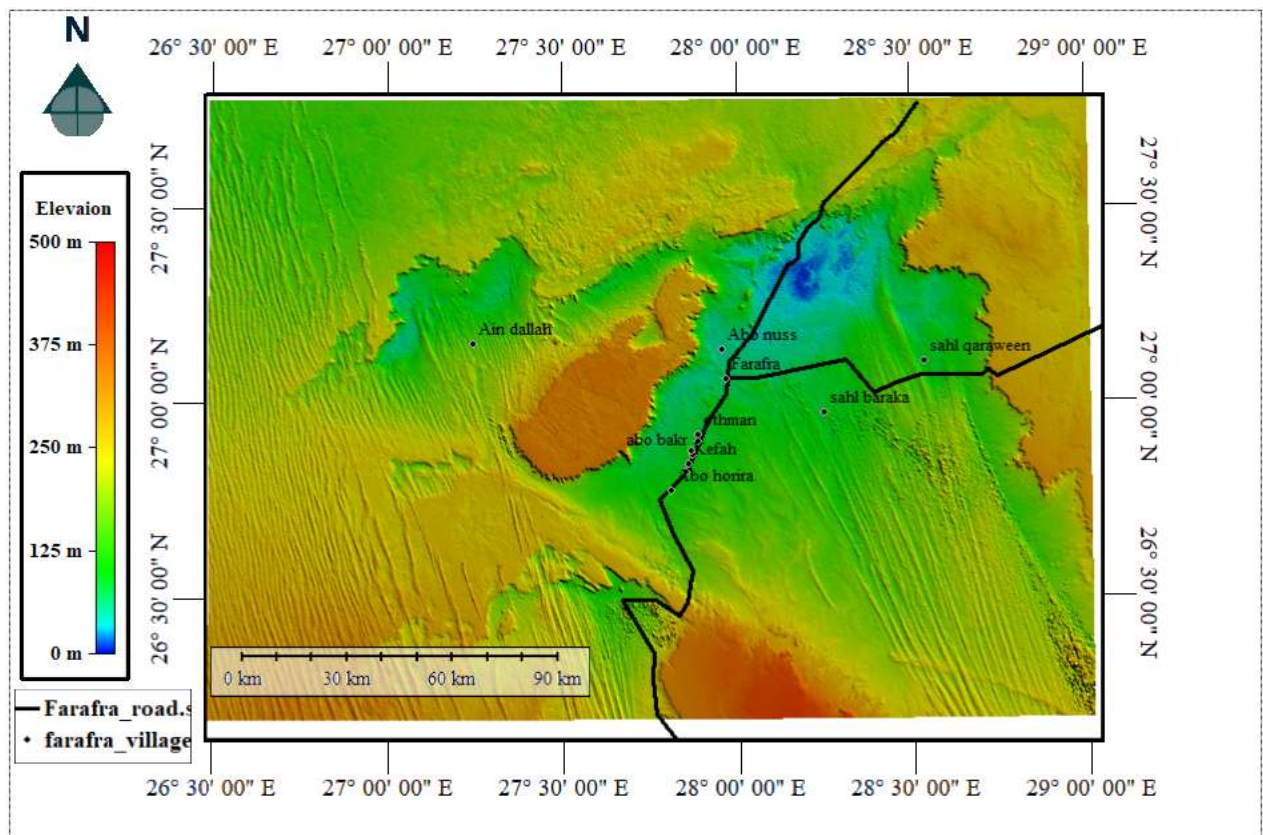 N
26° 30' 00" E 27° 00' 00" E 27° 30' 00" E 28° 00' 00" E 28° 30' 00" E 29° 00' 00" E
27° 30' 00" N
27° 00' 00" N
26° 30' 00" N
27° 30' 00" N
27° 00' 00" N
26° 30' 00" N
Elevaion
500 m
375 m
250 m
125 m
0 m
Ain dallah
Abo nuss
sahl qaraween
Farafra
sahl baraka
othman
abo bakr
Kefah
Abo horira
0 km 30 km 60 km 90 km
Farafra_road.s
farafra_village
26° 30' 00" E 27° 00' 00" E 27° 30' 00" E 28° 00' 00" E 28° 30' 00" E 29° 00' 00" E